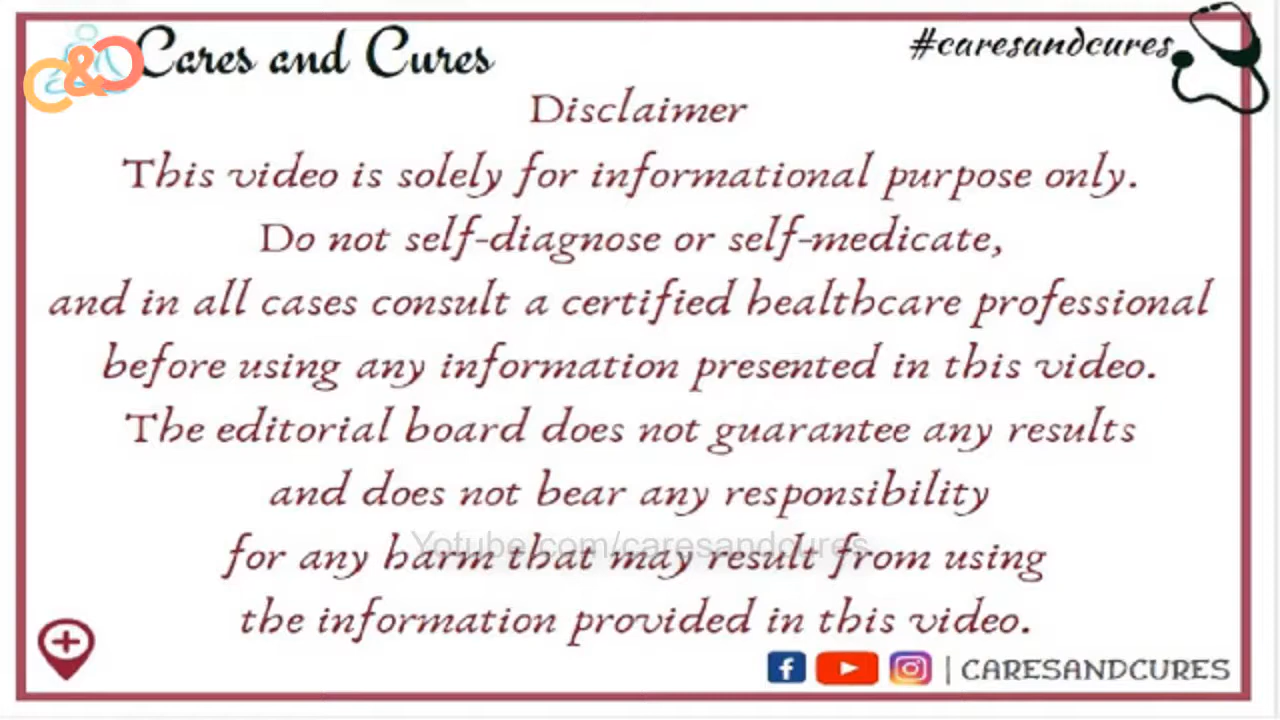 C&O Cares and Cures
#caresandcures
Disclaimer
This video is solely for informational purpose only.
Do not self-diagnose or self-medicate,
and in all cases consult a certified healthcare professional
before using any information presented in this video.
The editorial board does not guarantee any results
and does not bear any responsibility
Yotube.com/caresandcures
for any harm that may result from using
the information provided in this video.
| CARESANDCURES